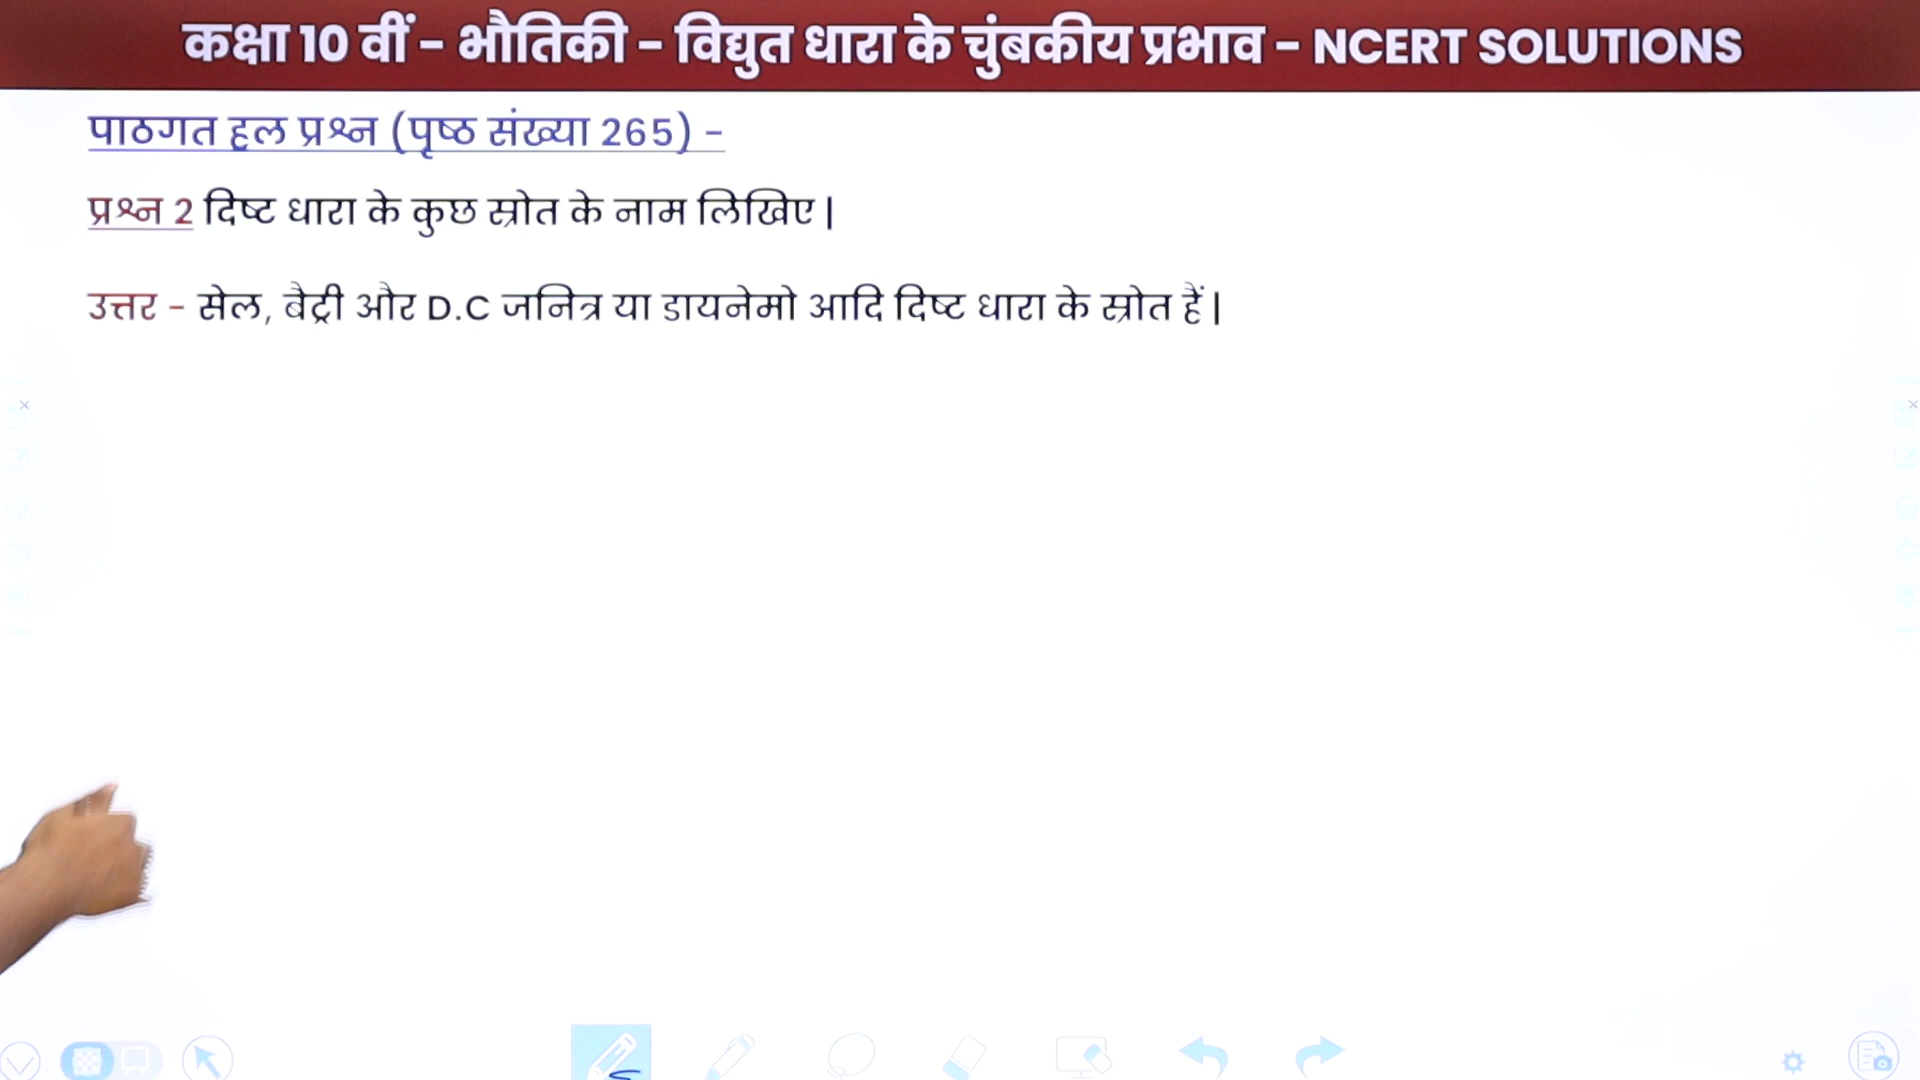 कक्षा 10 वीं - भौतिकी - विद्युत धारा के चुंबकीय प्रभाव - NCERT SOLUTIONS
पाठगत हल प्रश्न (पृष्ठ संख्या 265) -
प्रश्न 2 दिष्ट धारा के कुछ स्रोत के नाम लिखिए |
उत्तर - सेल, बैट्री और D.C जनित्र या डायनेमो आदि दिष्ट धारा के स्रोत हैं |